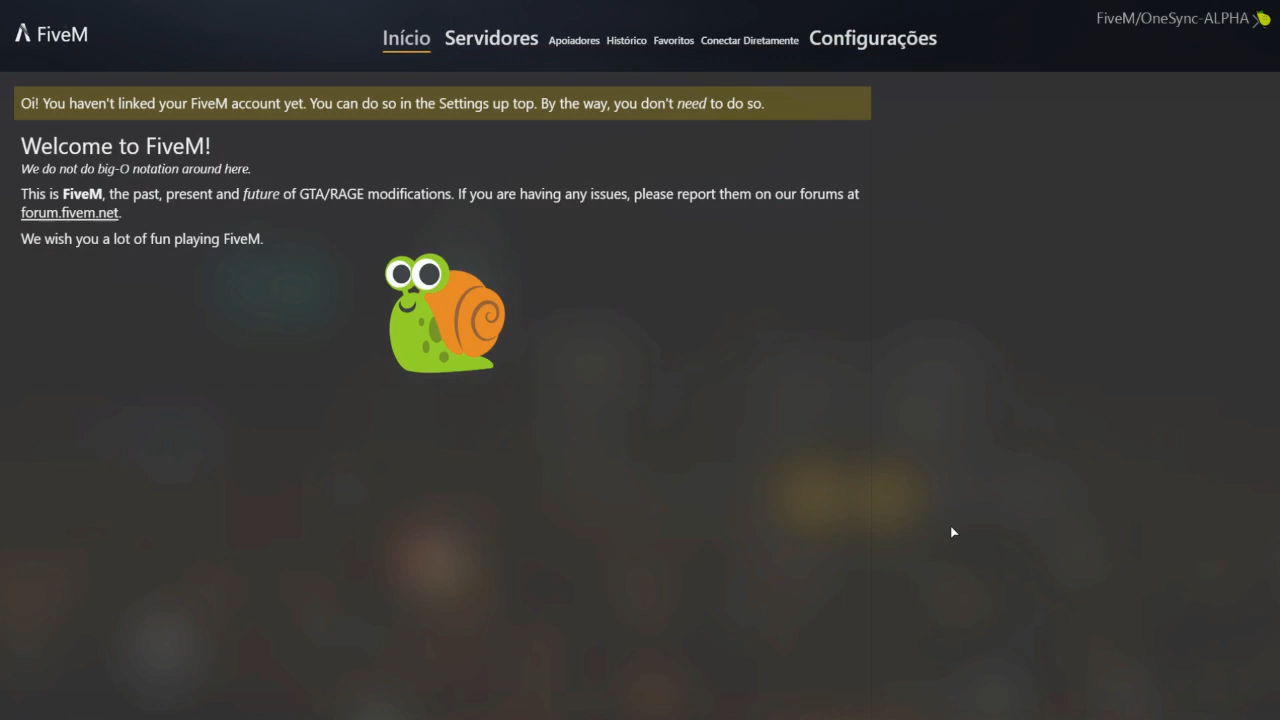 FiveM
Início Servidores Apoiadores Histórico Favoritos Conectar Diretamente Configurações
FiveM/OneSync-ALPHA
Oi! You haven't linked your FiveM account yet. You can do so in the Settings up top. By the way, you don't need to do so.
Welcome to FiveM!
We do not do big-O notation around here.
This is FiveM, the past, present and future of GTA/RAGE modifications. If you are having any issues, please report them on our forums at
forum.fivem.net.
We wish you a lot of fun playing FiveM.